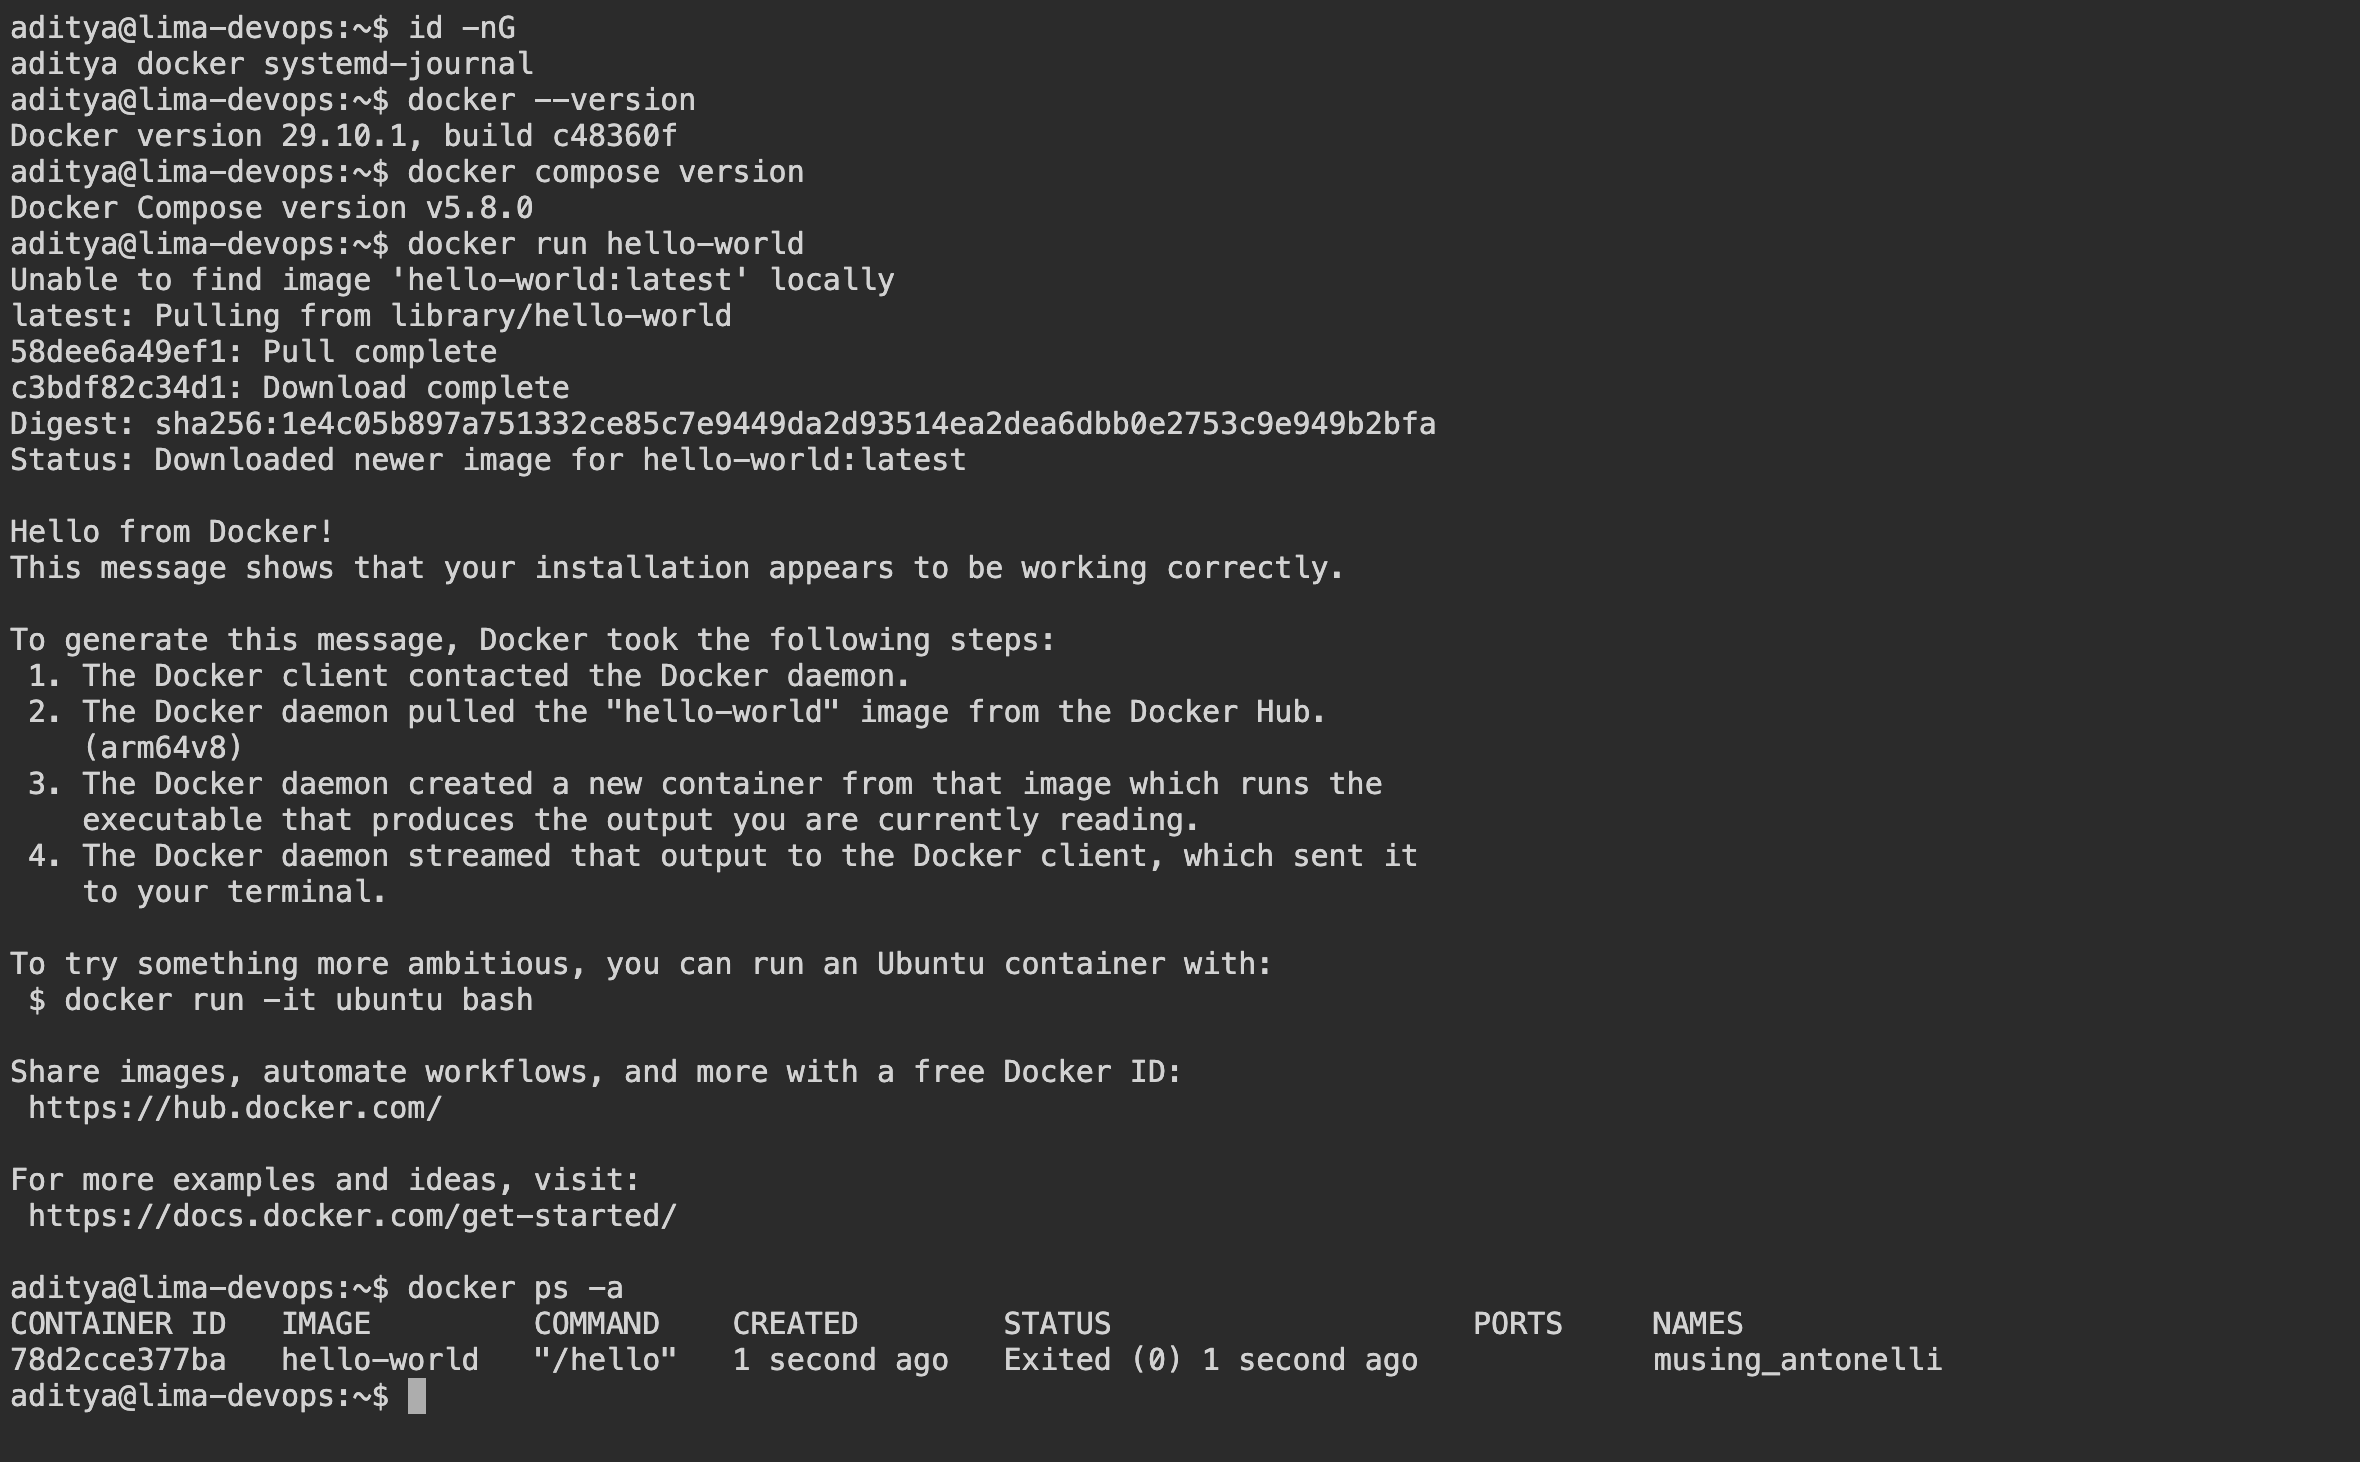 aditya@lima-devops:~$ id -nG
aditya docker systemd-journal
aditya@lima-devops:~$ docker --version
Docker version 29.10.1, build c48360f
aditya@lima-devops:~$ docker compose version
Docker Compose version v5.8.0
aditya@lima-devops:~$ docker run hello-world
Unable to find image 'hello-world:latest' locally
latest: Pulling from library/hello-world
58dee6a49ef1: Pull complete
c3bdf82c34d1: Download complete
Digest: sha256:1e4c05b897a751332ce85c7e9449da2d93514ea2dea6dbb0e2753c9e949b2bfa
Status: Downloaded newer image for hello-world:latest

Hello from Docker!
This message shows that your installation appears to be working correctly.

To generate this message, Docker took the following steps:
 1. The Docker client contacted the Docker daemon.
 2. The Docker daemon pulled the "hello-world" image from the Docker Hub.
    (arm64v8)
 3. The Docker daemon created a new container from that image which runs the
    executable that produces the output you are currently reading.
 4. The Docker daemon streamed that output to the Docker client, which sent it
    to your terminal.

To try something more ambitious, you can run an Ubuntu container with:
 $ docker run -it ubuntu bash

Share images, automate workflows, and more with a free Docker ID:
 https://hub.docker.com/

For more examples and ideas, visit:
 https://docs.docker.com/get-started/

aditya@lima-devops:~$ docker ps -a
CONTAINER ID   IMAGE         COMMAND    CREATED        STATUS                    PORTS     NAMES
78d2cce377ba   hello-world   "/hello"   1 second ago   Exited (0) 1 second ago             musing_antonelli
aditya@lima-devops:~$